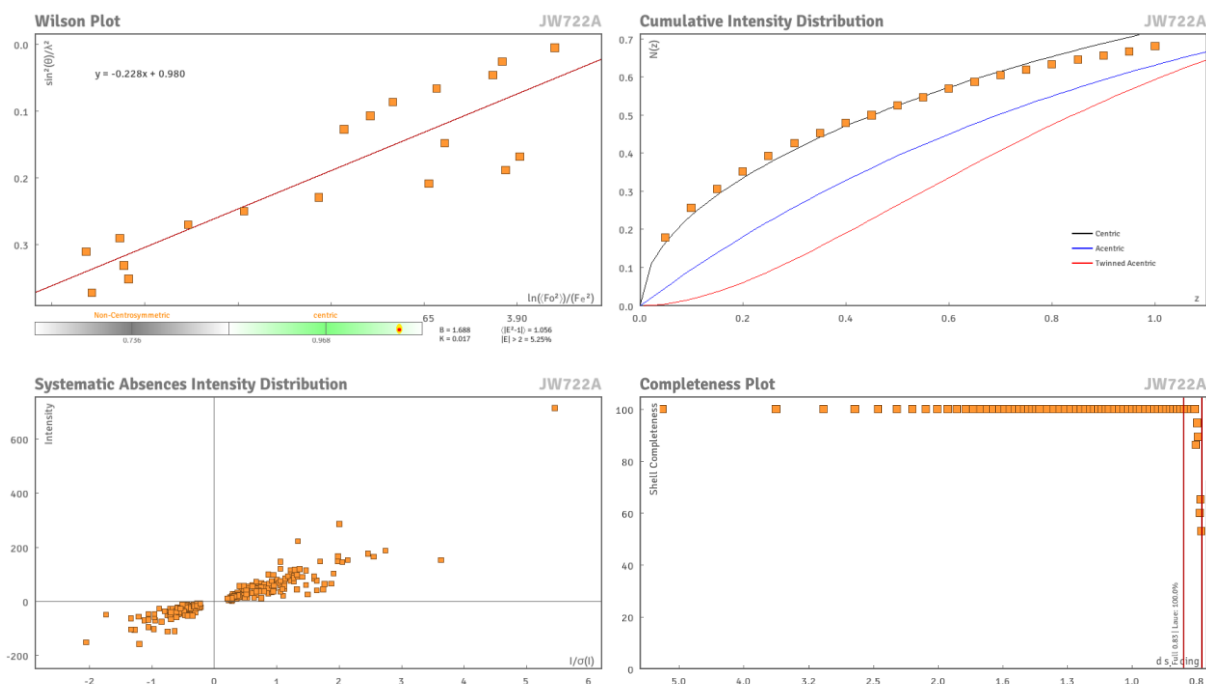 Wilson Plot JW722A
sin²(θ)/λ²
y = -0.228x + 0.980
0.0
0.1
0.2
0.3
ln(⟨Fo²⟩)/(Fe²)
Non-Centrosymmetric centric
0.736 0.968
65 3.90
B = 1.688 ⟨|E²-1|⟩ = 1.056
K = 0.017 |E| > 2 = 5.25%
Cumulative Intensity Distribution JW722A
N(z)
0.7
0.6
0.5
0.4
0.3
0.2
0.1
0.0
Centric
Acentric
Twinned Acentric
z
0.0 0.2 0.4 0.6 0.8 1.0
Systematic Absences Intensity Distribution JW722A
Intensity
600
400
200
0
-200
I/σ(I)
-2 -1 0 1 2 3 4 5 6
Completeness Plot JW722A
Shell Completeness
100
80
60
40
20
0
Full 0.83 | Laue: 100.0%
5.0 4.0 3.2 2.5 2.0 1.6 1.3 1.0 0.8